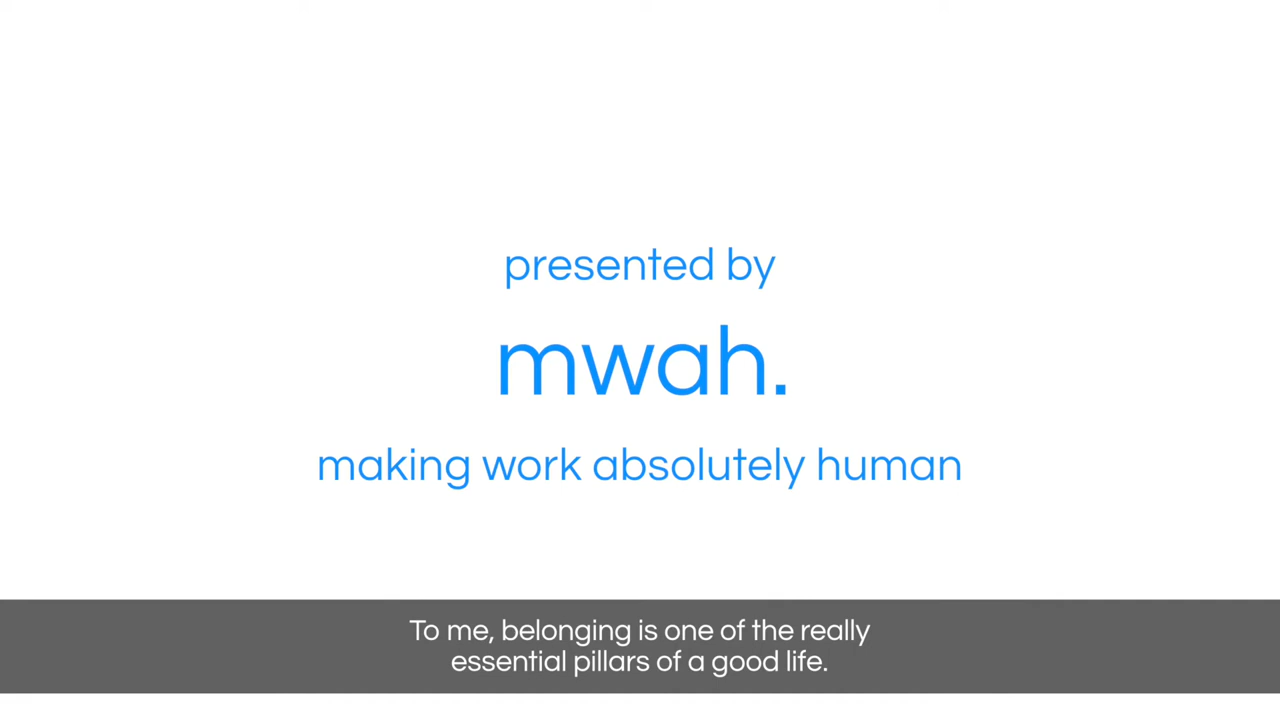 presented by
mwah.
making work absolutely human
To me, belonging is one of the really
essential pillars of a good life.